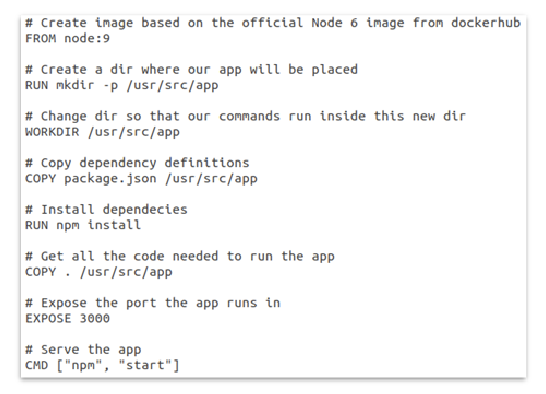 # Create image based on the official Node 6 image from dockerhub
FROM node:9
# Create a dir where our app will be placed
RUN mkdir -p /usr/src/app
# Change dir so that our commands run inside this new dir
WORKDIR /usr/src/app
# Copy dependency definitions
COPY package.json /usr/src/app
# Install dependecies
RUN npm install
# Get all the code needed to run the app
COPY . /usr/src/app
# Expose the port the app runs in
EXPOSE 3000
# Serve the app
CMD ["npm", "start"]